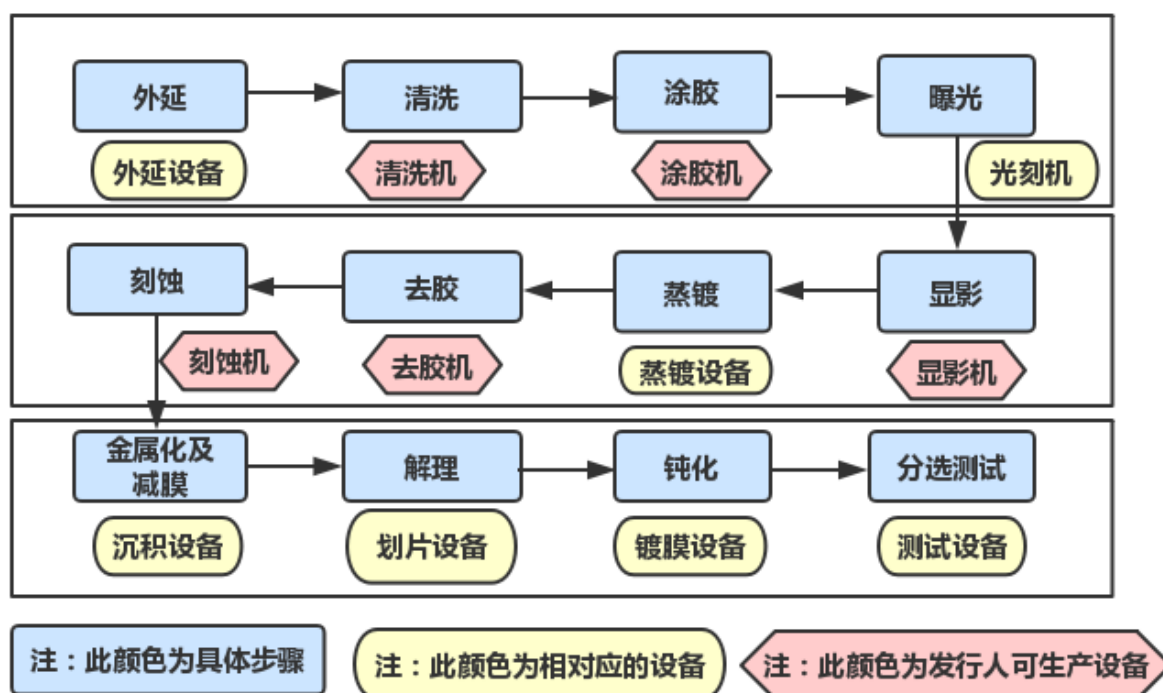 外延
清洗
涂胶
曝光
外延设备
清洗机
涂胶机
光刻机
刻蚀
去胶
蒸镀
显影
刻蚀机
去胶机
蒸镀设备
显影机
金属化及
减膜
解理
钝化
分选测试
沉积设备
划片设备
镀膜设备
测试设备
注：此颜色为具体步骤
注：此颜色为相对应的设备
注：此颜色为发行人可生产设备